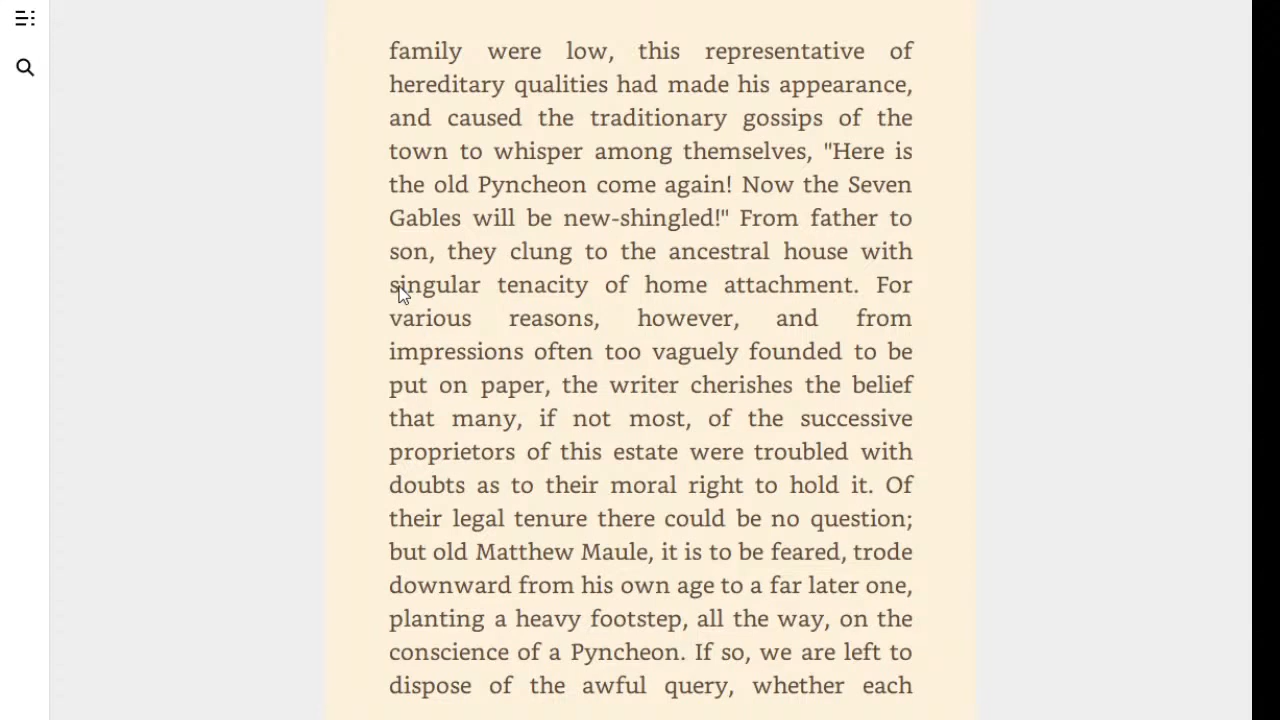 family were low, this representative of
hereditary qualities had made his appearance,
and caused the traditionary gossips of the
town to whisper among themselves, "Here is
the old Pyncheon come again! Now the Seven
Gables will be new-shingled!" From father to
son, they clung to the ancestral house with
singular tenacity of home attachment. For
various reasons, however, and from
impressions often too vaguely founded to be
put on paper, the writer cherishes the belief
that many, if not most, of the successive
proprietors of this estate were troubled with
doubts as to their moral right to hold it. Of
their legal tenure there could be no question;
but old Matthew Maule, it is to be feared, trode
downward from his own age to a far later one,
planting a heavy footstep, all the way, on the
conscience of a Pyncheon. If so, we are left to
dispose of the awful query, whether each